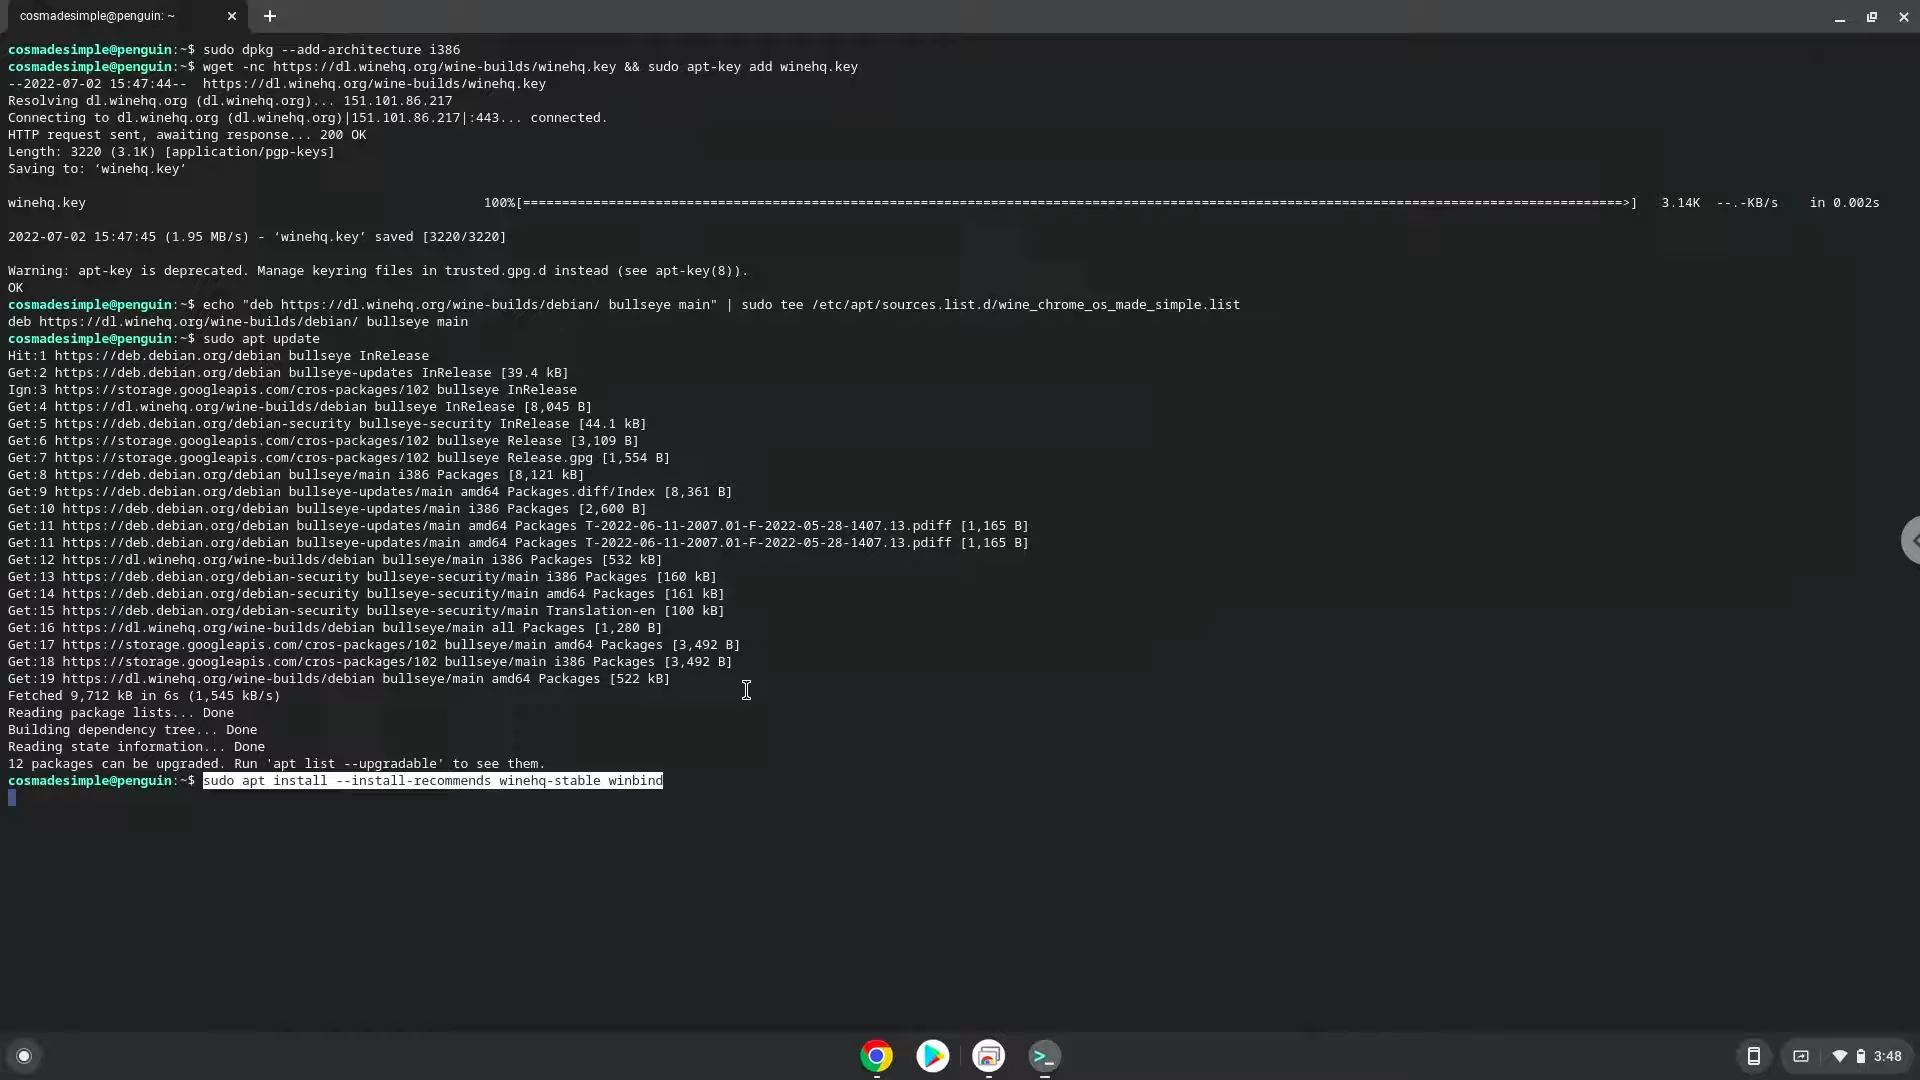 cosmadesimple@penguin: ~
cosmadesimple@penguin:~$ sudo dpkg --add-architecture i386
cosmadesimple@penguin:~$ wget -nc https://dl.winehq.org/wine-builds/winehq.key && sudo apt-key add winehq.key
--2022-07-02 15:47:44--  https://dl.winehq.org/wine-builds/winehq.key
Resolving dl.winehq.org (dl.winehq.org)... 151.101.86.217
Connecting to dl.winehq.org (dl.winehq.org)|151.101.86.217|:443... connected.
HTTP request sent, awaiting response... 200 OK
Length: 3220 (3.1K) [application/pgp-keys]
Saving to: ‘winehq.key’
winehq.key 100%[=============================================================================================================================================>] 3.14K --.-KB/s in 0.002s
2022-07-02 15:47:45 (1.95 MB/s) - ‘winehq.key’ saved [3220/3220]
Warning: apt-key is deprecated. Manage keyring files in trusted.gpg.d instead (see apt-key(8)).
OK
cosmadesimple@penguin:~$ echo "deb https://dl.winehq.org/wine-builds/debian/ bullseye main" | sudo tee /etc/apt/sources.list.d/wine_chrome_os_made_simple.list
deb https://dl.winehq.org/wine-builds/debian/ bullseye main
cosmadesimple@penguin:~$ sudo apt update
Hit:1 https://deb.debian.org/debian bullseye InRelease
Get:2 https://deb.debian.org/debian bullseye-updates InRelease [39.4 kB]
Ign:3 https://storage.googleapis.com/cros-packages/102 bullseye InRelease
Get:4 https://dl.winehq.org/wine-builds/debian bullseye InRelease [8,045 B]
Get:5 https://deb.debian.org/debian-security bullseye-security InRelease [44.1 kB]
Get:6 https://storage.googleapis.com/cros-packages/102 bullseye Release [3,109 B]
Get:7 https://storage.googleapis.com/cros-packages/102 bullseye Release.gpg [1,554 B]
Get:8 https://deb.debian.org/debian bullseye/main i386 Packages [8,121 kB]
Get:9 https://deb.debian.org/debian bullseye-updates/main amd64 Packages.diff/Index [8,361 B]
Get:10 https://deb.debian.org/debian bullseye-updates/main i386 Packages [2,600 B]
Get:11 https://deb.debian.org/debian bullseye-updates/main amd64 Packages T-2022-06-11-2007.01-F-2022-05-28-1407.13.pdiff [1,165 B]
Get:11 https://deb.debian.org/debian bullseye-updates/main amd64 Packages T-2022-06-11-2007.01-F-2022-05-28-1407.13.pdiff [1,165 B]
Get:12 https://dl.winehq.org/wine-builds/debian bullseye/main i386 Packages [532 kB]
Get:13 https://deb.debian.org/debian-security bullseye-security/main i386 Packages [160 kB]
Get:14 https://deb.debian.org/debian-security bullseye-security/main amd64 Packages [161 kB]
Get:15 https://deb.debian.org/debian-security bullseye-security/main Translation-en [100 kB]
Get:16 https://dl.winehq.org/wine-builds/debian bullseye/main all Packages [1,280 B]
Get:17 https://storage.googleapis.com/cros-packages/102 bullseye/main amd64 Packages [3,492 B]
Get:18 https://storage.googleapis.com/cros-packages/102 bullseye/main i386 Packages [3,492 B]
Get:19 https://dl.winehq.org/wine-builds/debian bullseye/main amd64 Packages [522 kB]
Fetched 9,712 kB in 6s (1,545 kB/s)
Reading package lists... Done
Building dependency tree... Done
Reading state information... Done
12 packages can be upgraded. Run 'apt list --upgradable' to see them.
cosmadesimple@penguin:~$ sudo apt install --install-recommends winehq-stable winbind
3:48